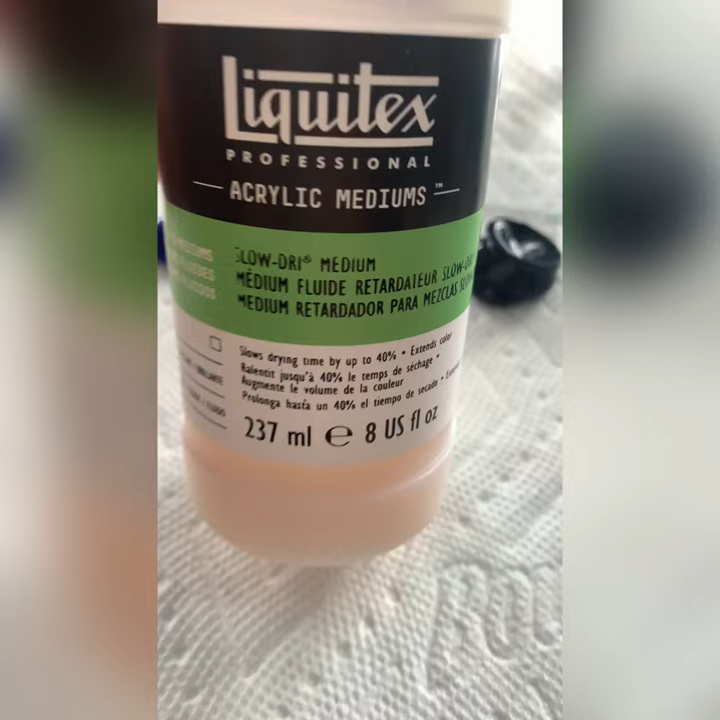 Liquitex
PROFESSIONAL
ACRYLIC MEDIUMS™
SLOW-DRI® MEDIUM
MÉDIUM FLUIDE RETARDATEUR
MEDIUM RETARDADOR PARA MEZCLAS
Slows drying time by up to 40% • Extends color
Ralentit jusqu'à 40% le temps de séchage •
Augmente le volume de la couleur
Prolonga hasta un 40% el tiempo de secado •
237 ml ℮ 8 US fl oz